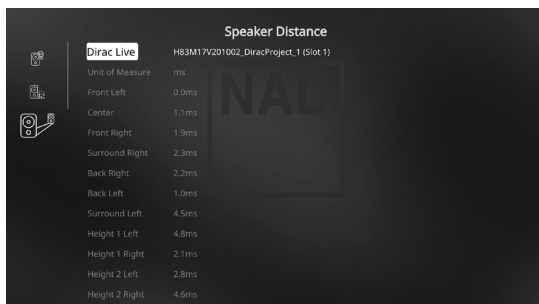 Speaker Distance
Dirac Live H83M17V201002_DiracProject_1 (Slot 1)
Unit of Measure ms
Front Left 0.0ms
Center 1.1ms
Front Right 1.9ms
Surround Right 2.3ms
Back Right 2.2ms
Back Left 1.0ms
Surround Left 4.5ms
Height 1 Left 4.8ms
Height 1 Right 2.1ms
Height 2 Left 2.8ms
Height 2 Right 4.6ms
NAD